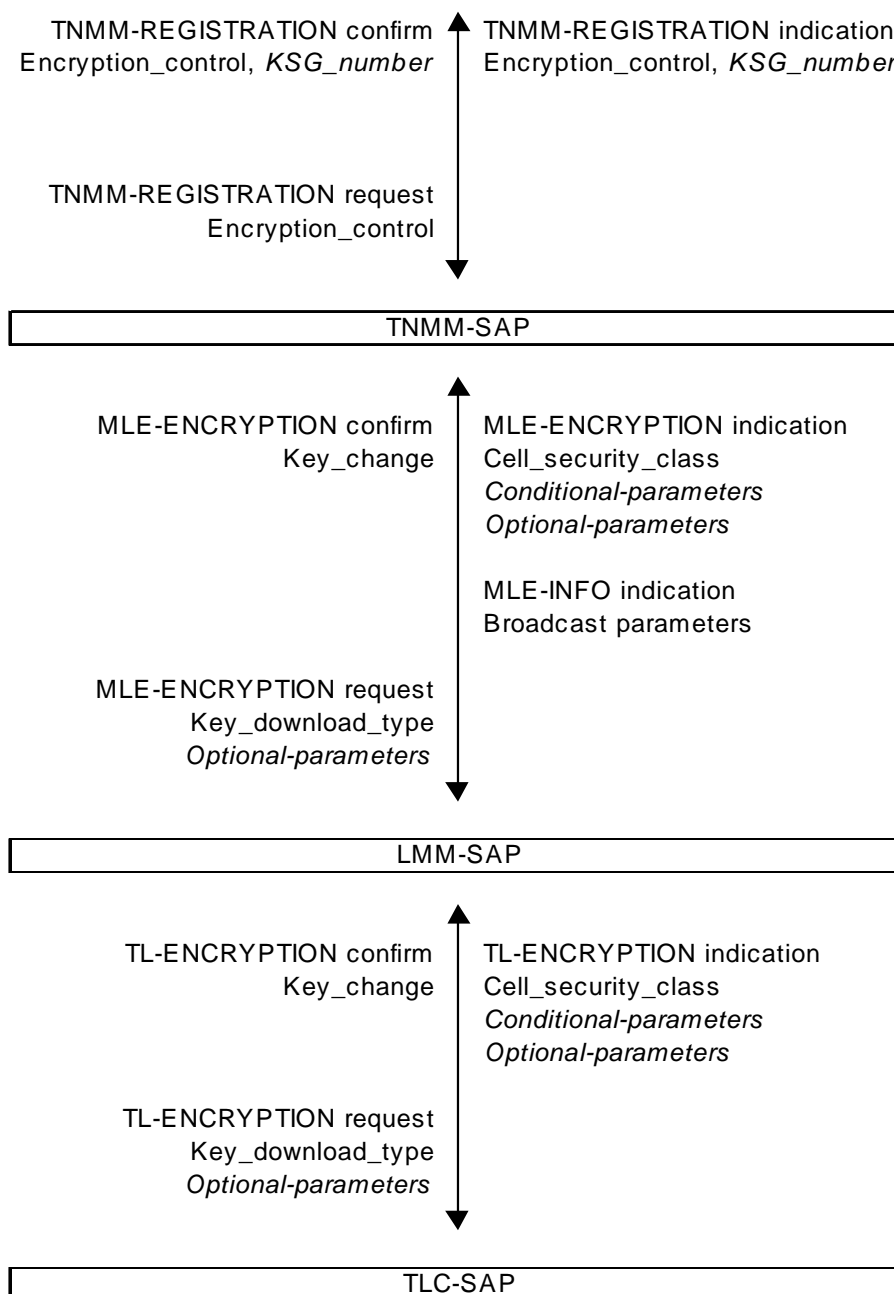 TNMM-REGISTRATION confirm
Encryption_control, KSG_number
TNMM-REGISTRATION indication
Encryption_control, KSG_number
TNMM-REGISTRATION request
Encryption_control
TNMM-SAP
MLE-ENCRYPTION confirm
Key_change
MLE-ENCRYPTION indication
Cell_security_class
Conditional-parameters
Optional-parameters
MLE-INFO indication
Broadcast parameters
MLE-ENCRYPTION request
Key_download_type
Optional-parameters
LMM-SAP
TL-ENCRYPTION confirm
Key_change
TL-ENCRYPTION indication
Cell_security_class
Conditional-parameters
Optional-parameters
TL-ENCRYPTION request
Key_download_type
Optional-parameters
TLC-SAP